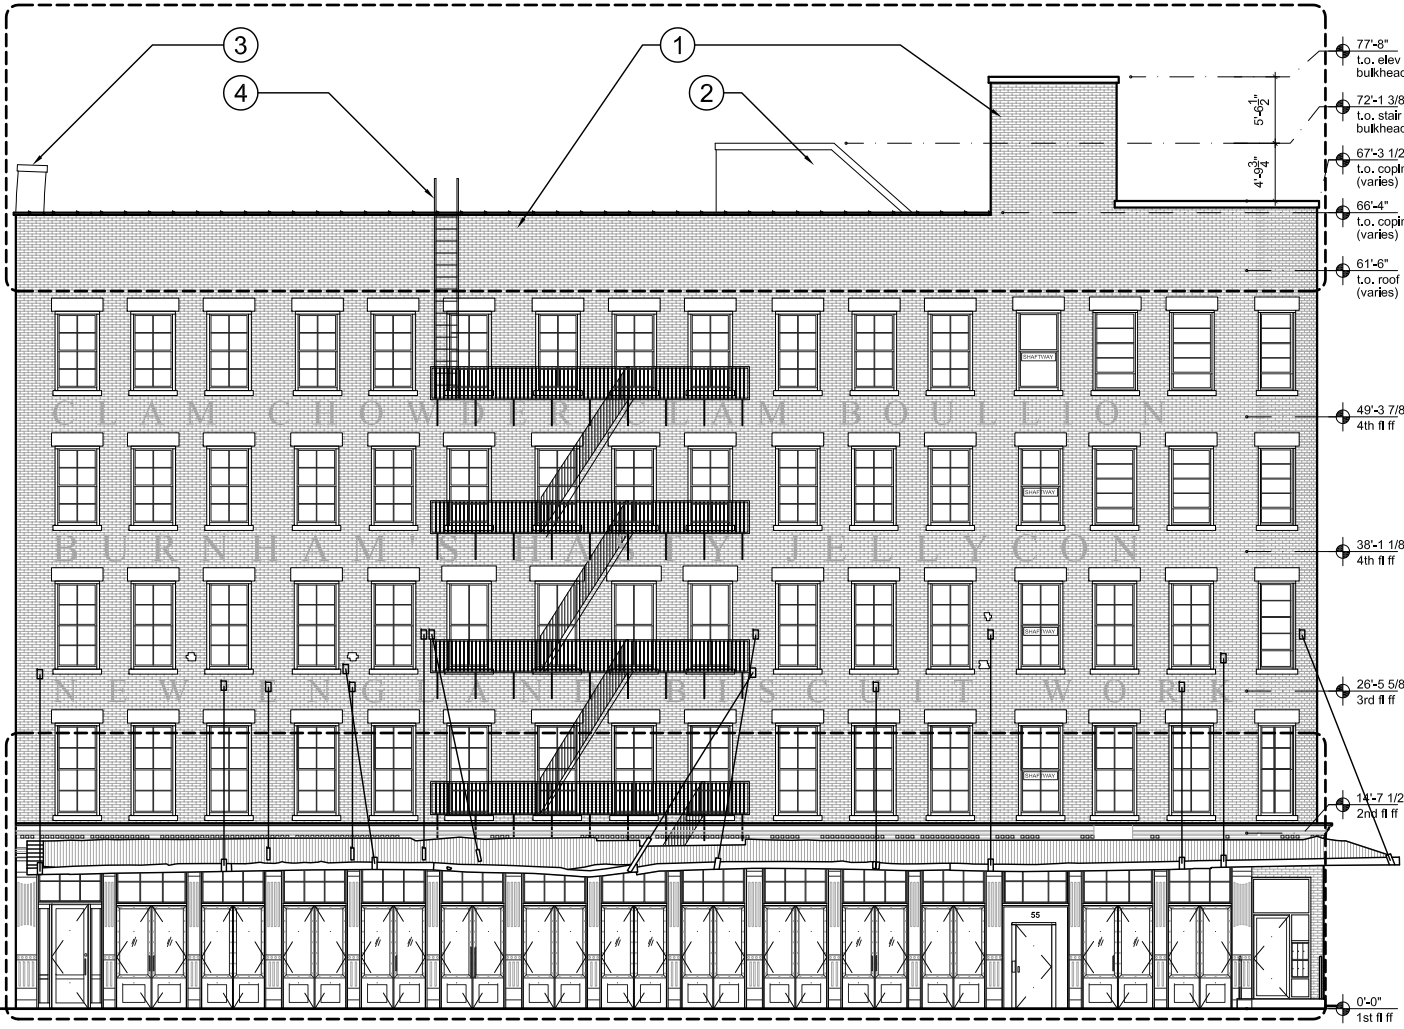 3
1
4
2
77'-8"
t.o. elev
bulkhead
72'-1 3/8
t.o. stair
bulkhead
67'-3 1/2
t.o. copin
(varies)
66'-4"
t.o. copin
(varies)
61'-6"
t.o. roof
(varies)
5'-6 1/2"
4'-9 3/4"
SHAFTWAY
CLAM CHOWDER CLAM BOULLION
49'-3 7/8
4th fl ff
SHAFTWAY
BURNHAM'S HASTY JELLYCON
38'-1 1/8
4th fl ff
SHAFTWAY
NEW ENGLAND BISCUIT WORK
26'-5 5/8
3rd fl ff
SHAFTWAY
14'-7 1/2
2nd fl ff
55
0'-0"
1st fl ff